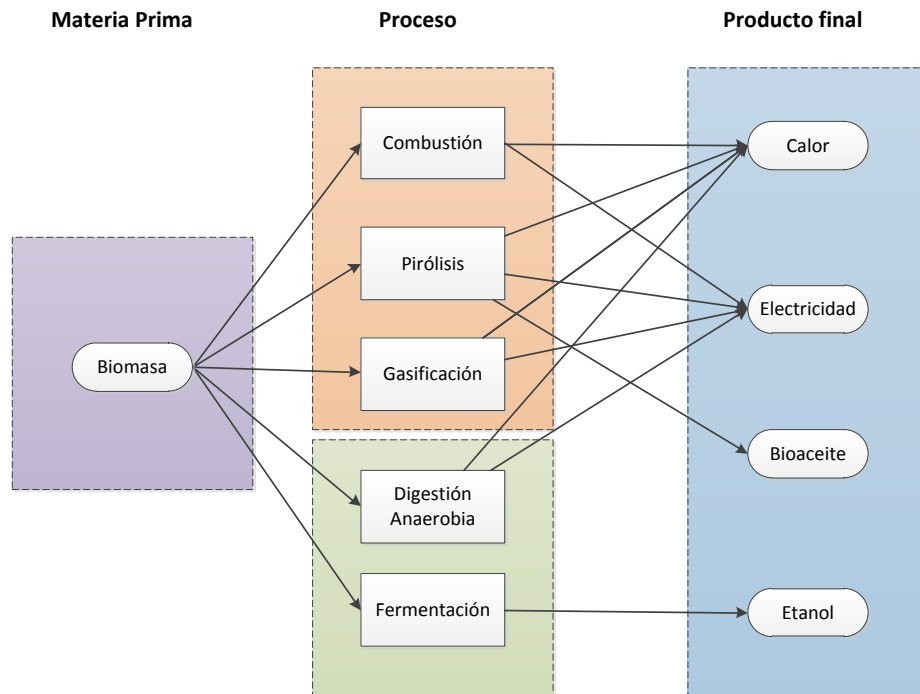 Materia Prima
Proceso
Producto final
Combustión
Calor
Pirólisis
Electricidad
Biomasa
Gasificación
Bioaceite
Digestión
Anaerobia
Fermentación
Etanol